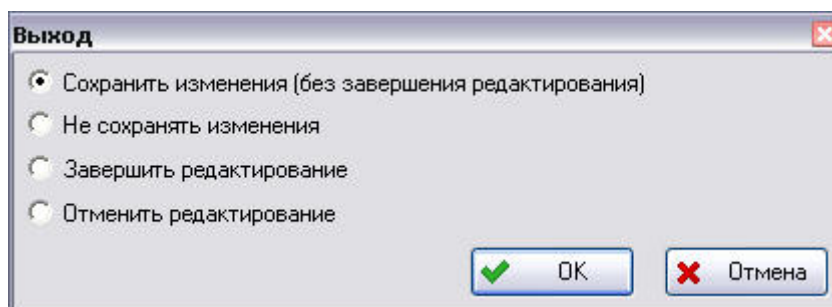 Выход
Сохранить изменения (без завершения редактирования)
Не сохранять изменения
Завершить редактирование
Отменить редактирование
OK
Отмена